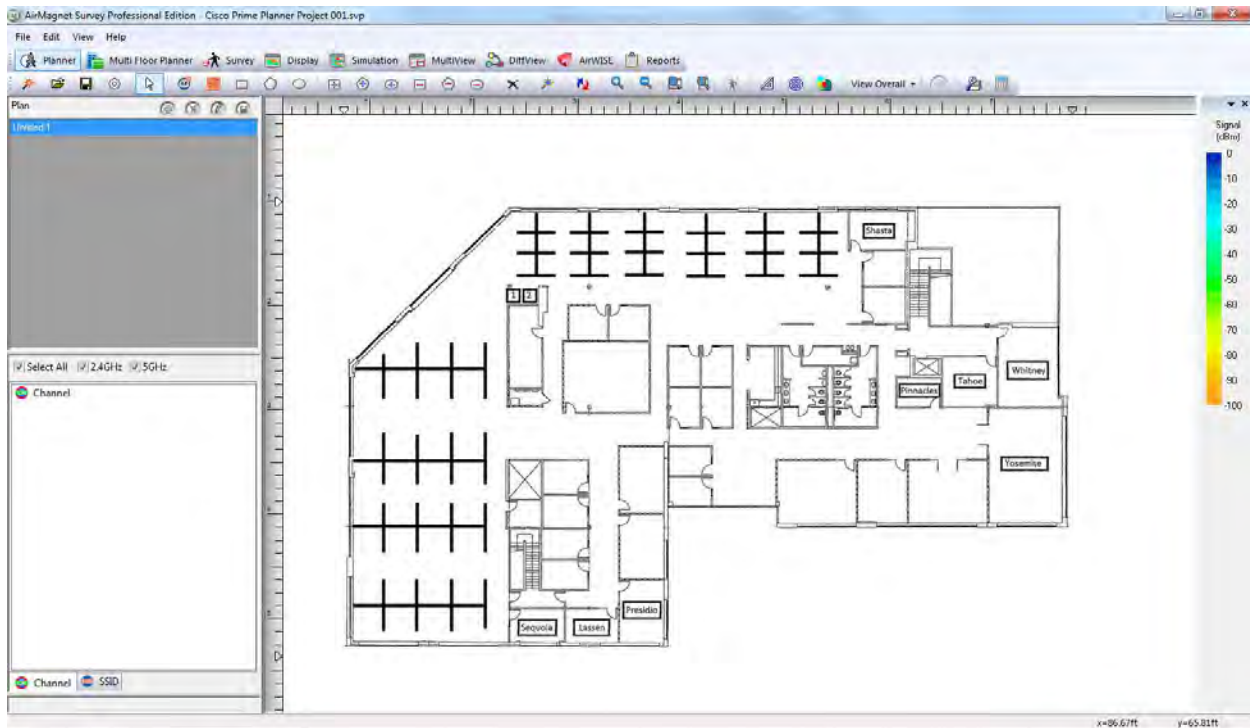 AirMagnet Survey Professional Edition - Cisco Prime Planner Project 001.svp
File Edit View Help
Planner Multi Floor Planner Survey Display Simulation MultiView DiffView AirWISE Reports
View Overall
Plan
Untitled 1
Signal
(dBm)
0
-10
-20
-30
-40
-50
-60
-70
-80
-90
-100
Select All 2.4GHz 5GHz
Channel
Shasta
1 2
Whitney
Tahoe
Pinnacles
Yosemise
Presidio
Sequoia
Lassen
Channel SSID
x=86.67ft y=65.81ft